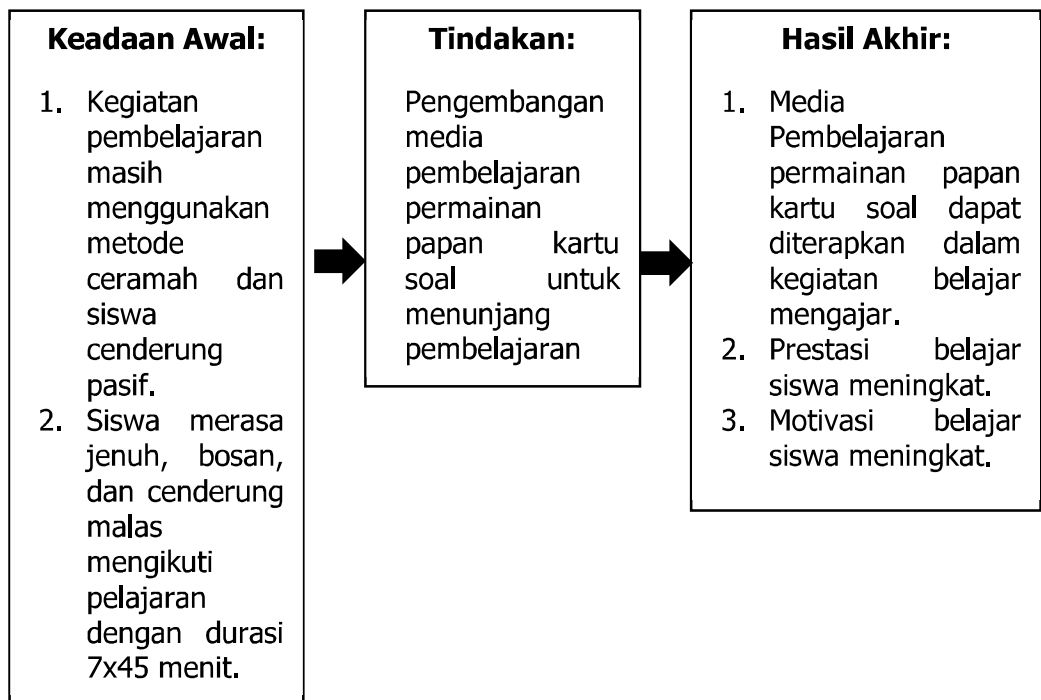 Keadaan Awal:
1. Kegiatan
pembelajaran
masih
menggunakan
metode
ceramah dan
siswa
cenderung
pasif.
2. Siswa merasa
jenuh, bosan,
dan cenderung
malas
mengikuti
pelajaran
dengan durasi
7x45 menit.
Tindakan:
Pengembangan
media
pembelajaran
permainan
papan kartu
soal untuk
menunjang
pembelajaran
Hasil Akhir:
1. Media
Pembelajaran
permainan papan
kartu soal dapat
diterapkan dalam
kegiatan belajar
mengajar.
2. Prestasi belajar
siswa meningkat.
3. Motivasi belajar
siswa meningkat.